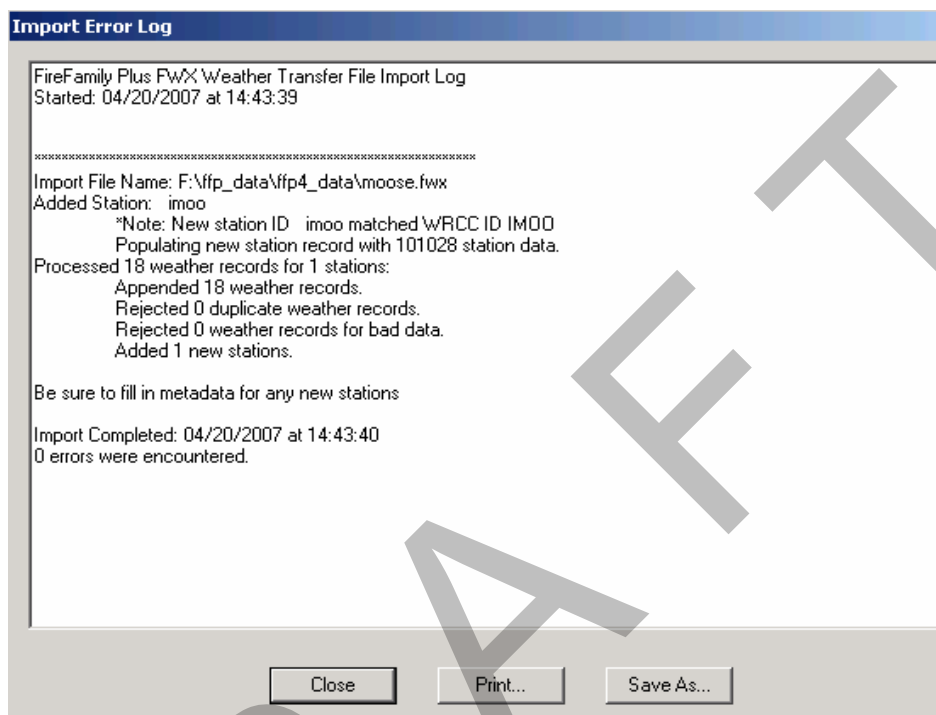 Import Error Log
FireFamily Plus FWX Weather Transfer File Import Log
Started: 04/20/2007 at 14:43:39
******************************************************************
Import File Name: F:\ffp_data\ffp4_data\moose.fwx
Added Station:   imoo
*Note: New station ID   imoo matched WRCC ID IMOO
Populating new station record with 101028 station data.
Processed 18 weather records for 1 stations:
Appended 18 weather records.
Rejected 0 duplicate weather records.
Rejected 0 weather records for bad data.
Added 1 new stations.
Be sure to fill in metadata for any new stations
Import Completed: 04/20/2007 at 14:43:40
0 errors were encountered.
Close Print... Save As...
AFT